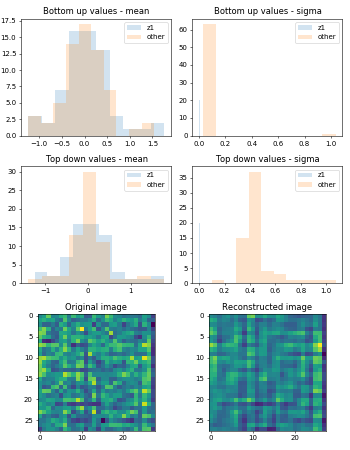 Bottom up values - mean
17.5
15.0
12.5
10.0
7.5
5.0
2.5
0.0
−1.0 −0.5 0.0 0.5 1.0 1.5
z1
other
Bottom up values - sigma
60
50
40
30
20
10
0
0.0 0.2 0.4 0.6 0.8 1.0
z1
other
Top down values - mean
30
25
20
15
10
5
0
−1 0 1
z1
other
Top down values - sigma
35
30
25
20
15
10
5
0
0.0 0.2 0.4 0.6 0.8 1.0
z1
other
Original image
0
5
10
15
20
25
0 10 20
Reconstructed image
0
5
10
15
20
25
0 10 20